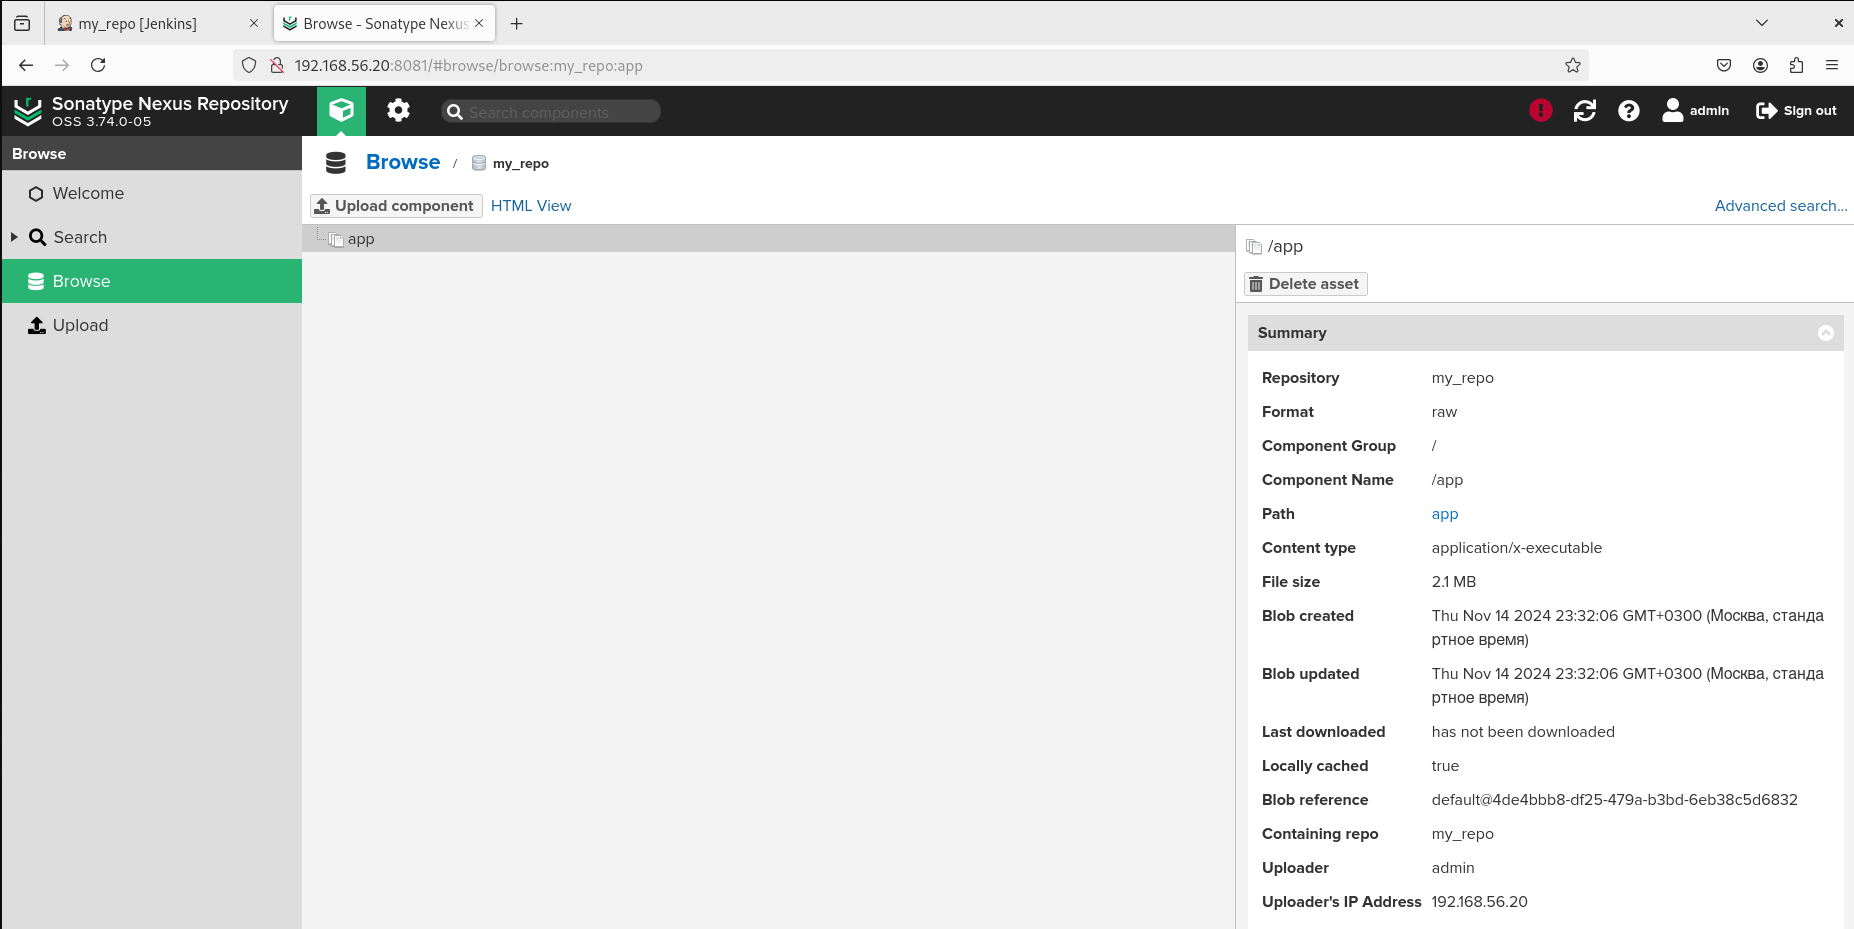 my_repo [Jenkins]
Browse - Sonatype Nexus
192.168.56.20:8081/#browse/browse:my_repo:app
Sonatype Nexus Repository
OSS 3.74.0-05
Search components
admin
Sign out
Browse
Welcome
Search
Browse
Upload
Browse / my_repo
Upload component HTML View
Advanced search...
app
/app
Delete asset
Summary
Repository my_repo
Format raw
Component Group /
Component Name /app
Path app
Content type application/x-executable
File size 2.1 MB
Blob created Thu Nov 14 2024 23:32:06 GMT+0300 (Москва, станда
ртное время)
Blob updated Thu Nov 14 2024 23:32:06 GMT+0300 (Москва, станда
ртное время)
Last downloaded has not been downloaded
Locally cached true
Blob reference default@4de4bbb8-df25-479a-b3bd-6eb38c5d6832
Containing repo my_repo
Uploader admin
Uploader's IP Address 192.168.56.20